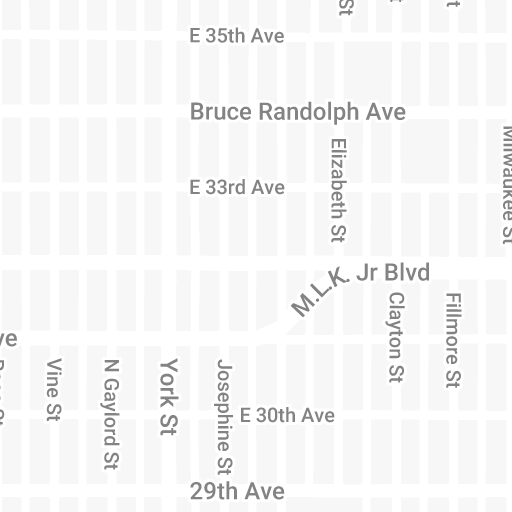 St
E 35th Ave
Bruce Randolph Ave
Elizabeth St
Milwaukee St
E 33rd Ave
M.L.K. Jr Blvd
Clayton St
Fillmore St
Vine St
N Gaylord St
York St
Josephine St
E 30th Ave
29th Ave